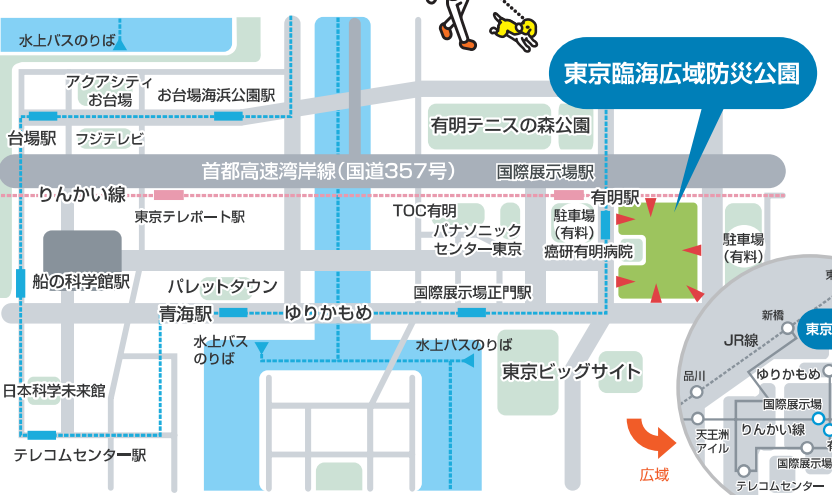 水上バスのりば
東京臨海広域防災公園
アクアシティ
お台場
お台場海浜公園駅
台場駅
フジテレビ
有明テニスの森公園
首都高速湾岸線(国道357号)
国際展示場駅
りんかい線
有明駅
東京テレポート駅
TOC有明
駐車場
(有料)
パナソニック
センター東京
癌研有明病院
駐車場
(有料)
船の科学館駅
パレットタウン
国際展示場正門駅
青海駅
ゆりかもめ
水上バス
のりば
水上バスのりば
東京ビッグサイト
日本科学未来館
テレコムセンター駅
広域
新橋
東京
JR線
品川
ゆりかもめ
国際展示場
天王洲
アイル
りんかい線
国際展示場
テレコムセンター